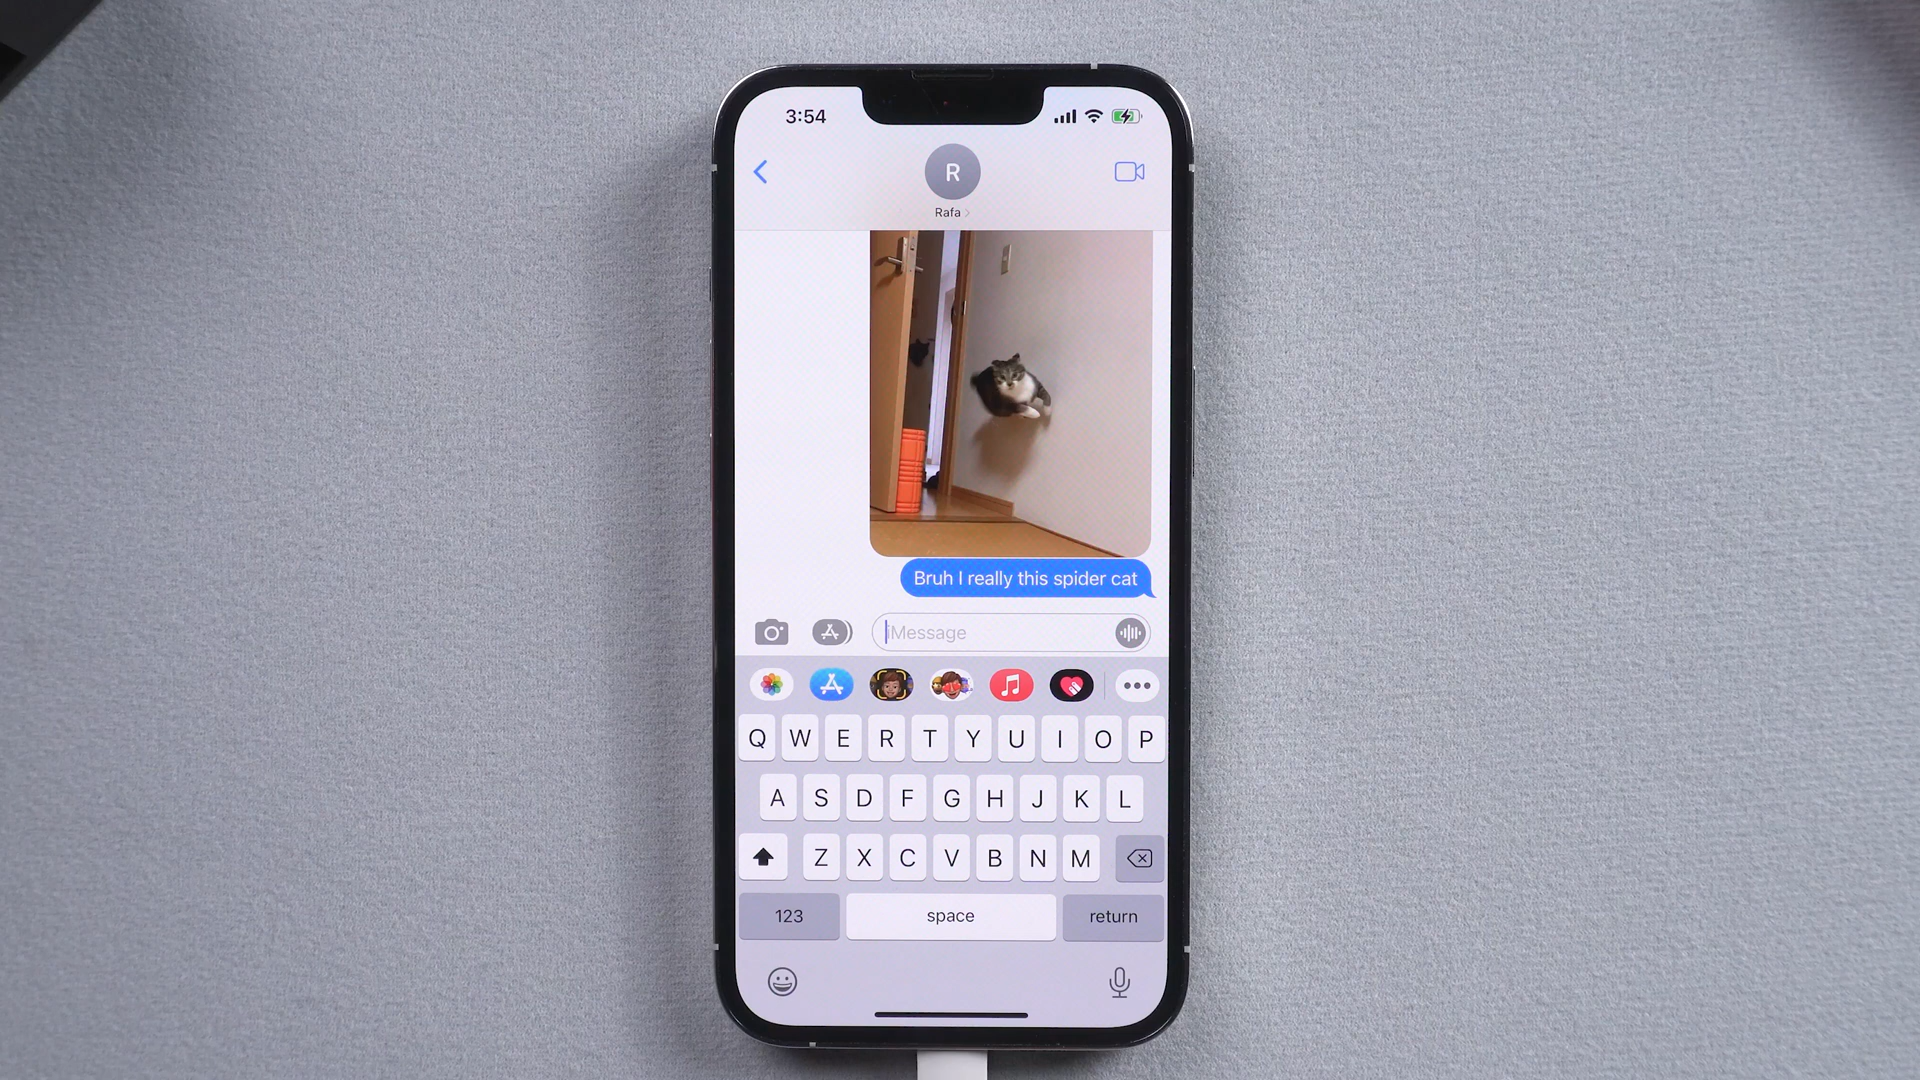 3:54
R
Rafa
Bruh I really this spider cat
iMessage
Q W E R T Y U I O P
A S D F G H J K L
Z X C V B N M
123 space return